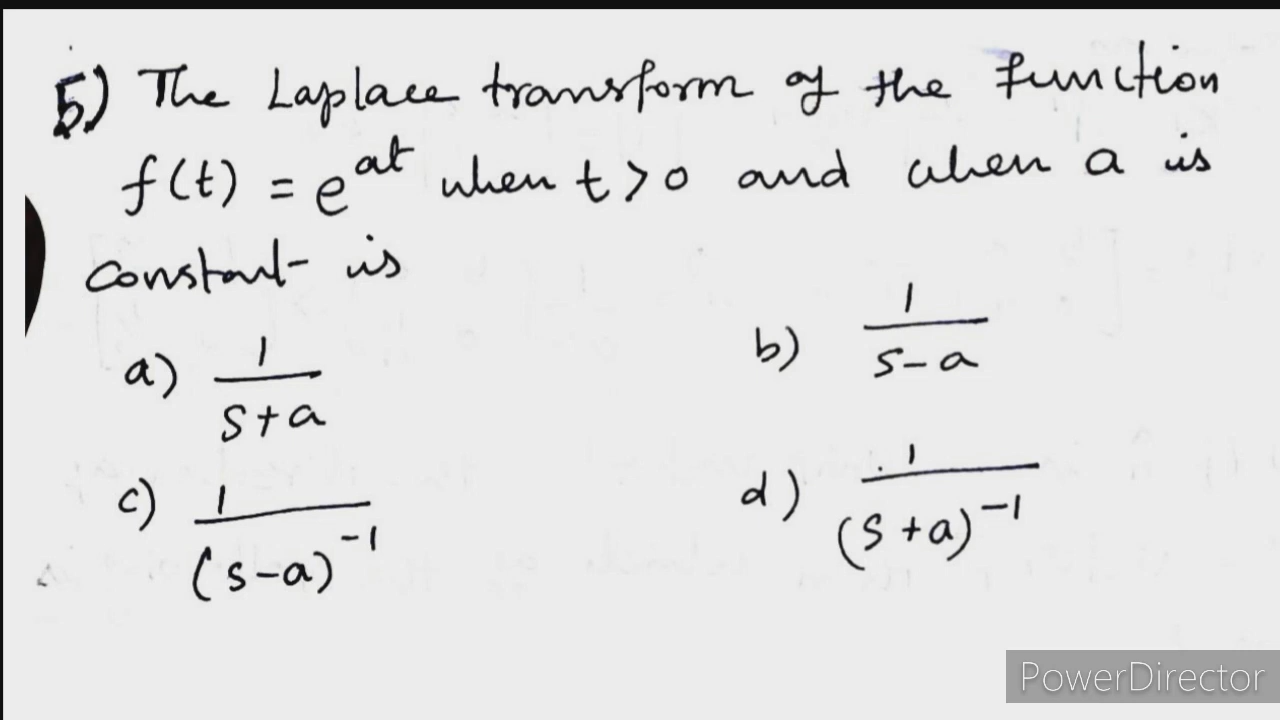 5) The Laplace transform of the function
f(t) = e^at when t > 0 and when a is
constant is
a) 1/(s+a)
b) 1/(s-a)
c) 1/(s-a)^-1
d) 1/(s+a)^-1
PowerDirector